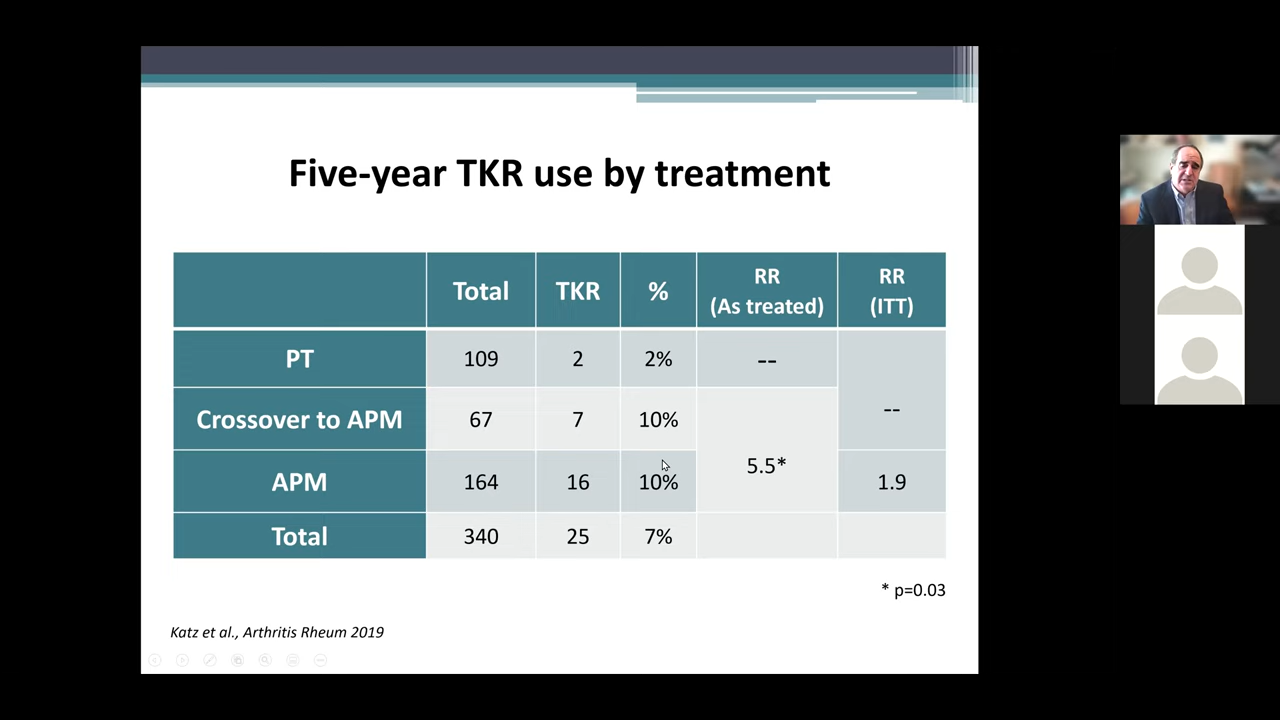 Five-year TKR use by treatment
Total TKR % RR (As treated) RR (ITT)
PT 109 2 2% -- --
Crossover to APM 67 7 10% 5.5*
APM 164 16 10% 1.9
Total 340 25 7%
* p=0.03
Katz et al., Arthritis Rheum 2019